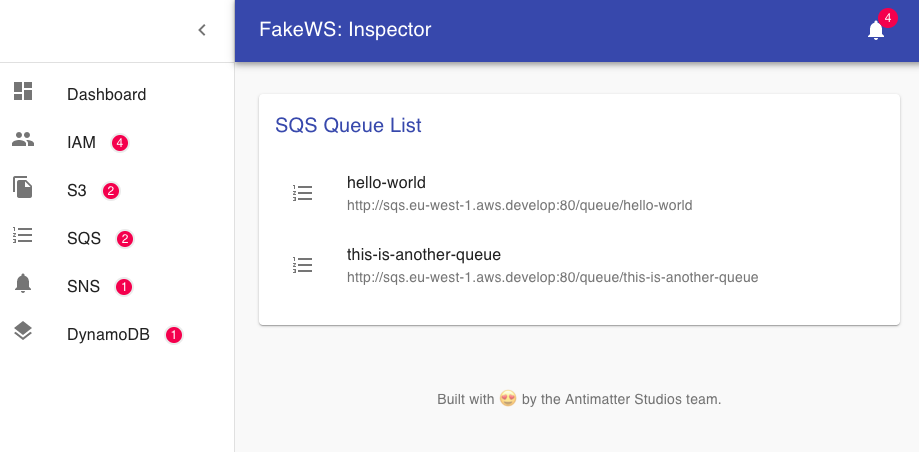 FakeWS: Inspector
4
Dashboard
IAM 4
S3 2
SQS 2
SNS 1
DynamoDB 1
SQS Queue List
hello-world
http://sqs.eu-west-1.aws.develop:80/queue/hello-world
this-is-another-queue
http://sqs.eu-west-1.aws.develop:80/queue/this-is-another-queue
Built with 😍 by the Antimatter Studios team.